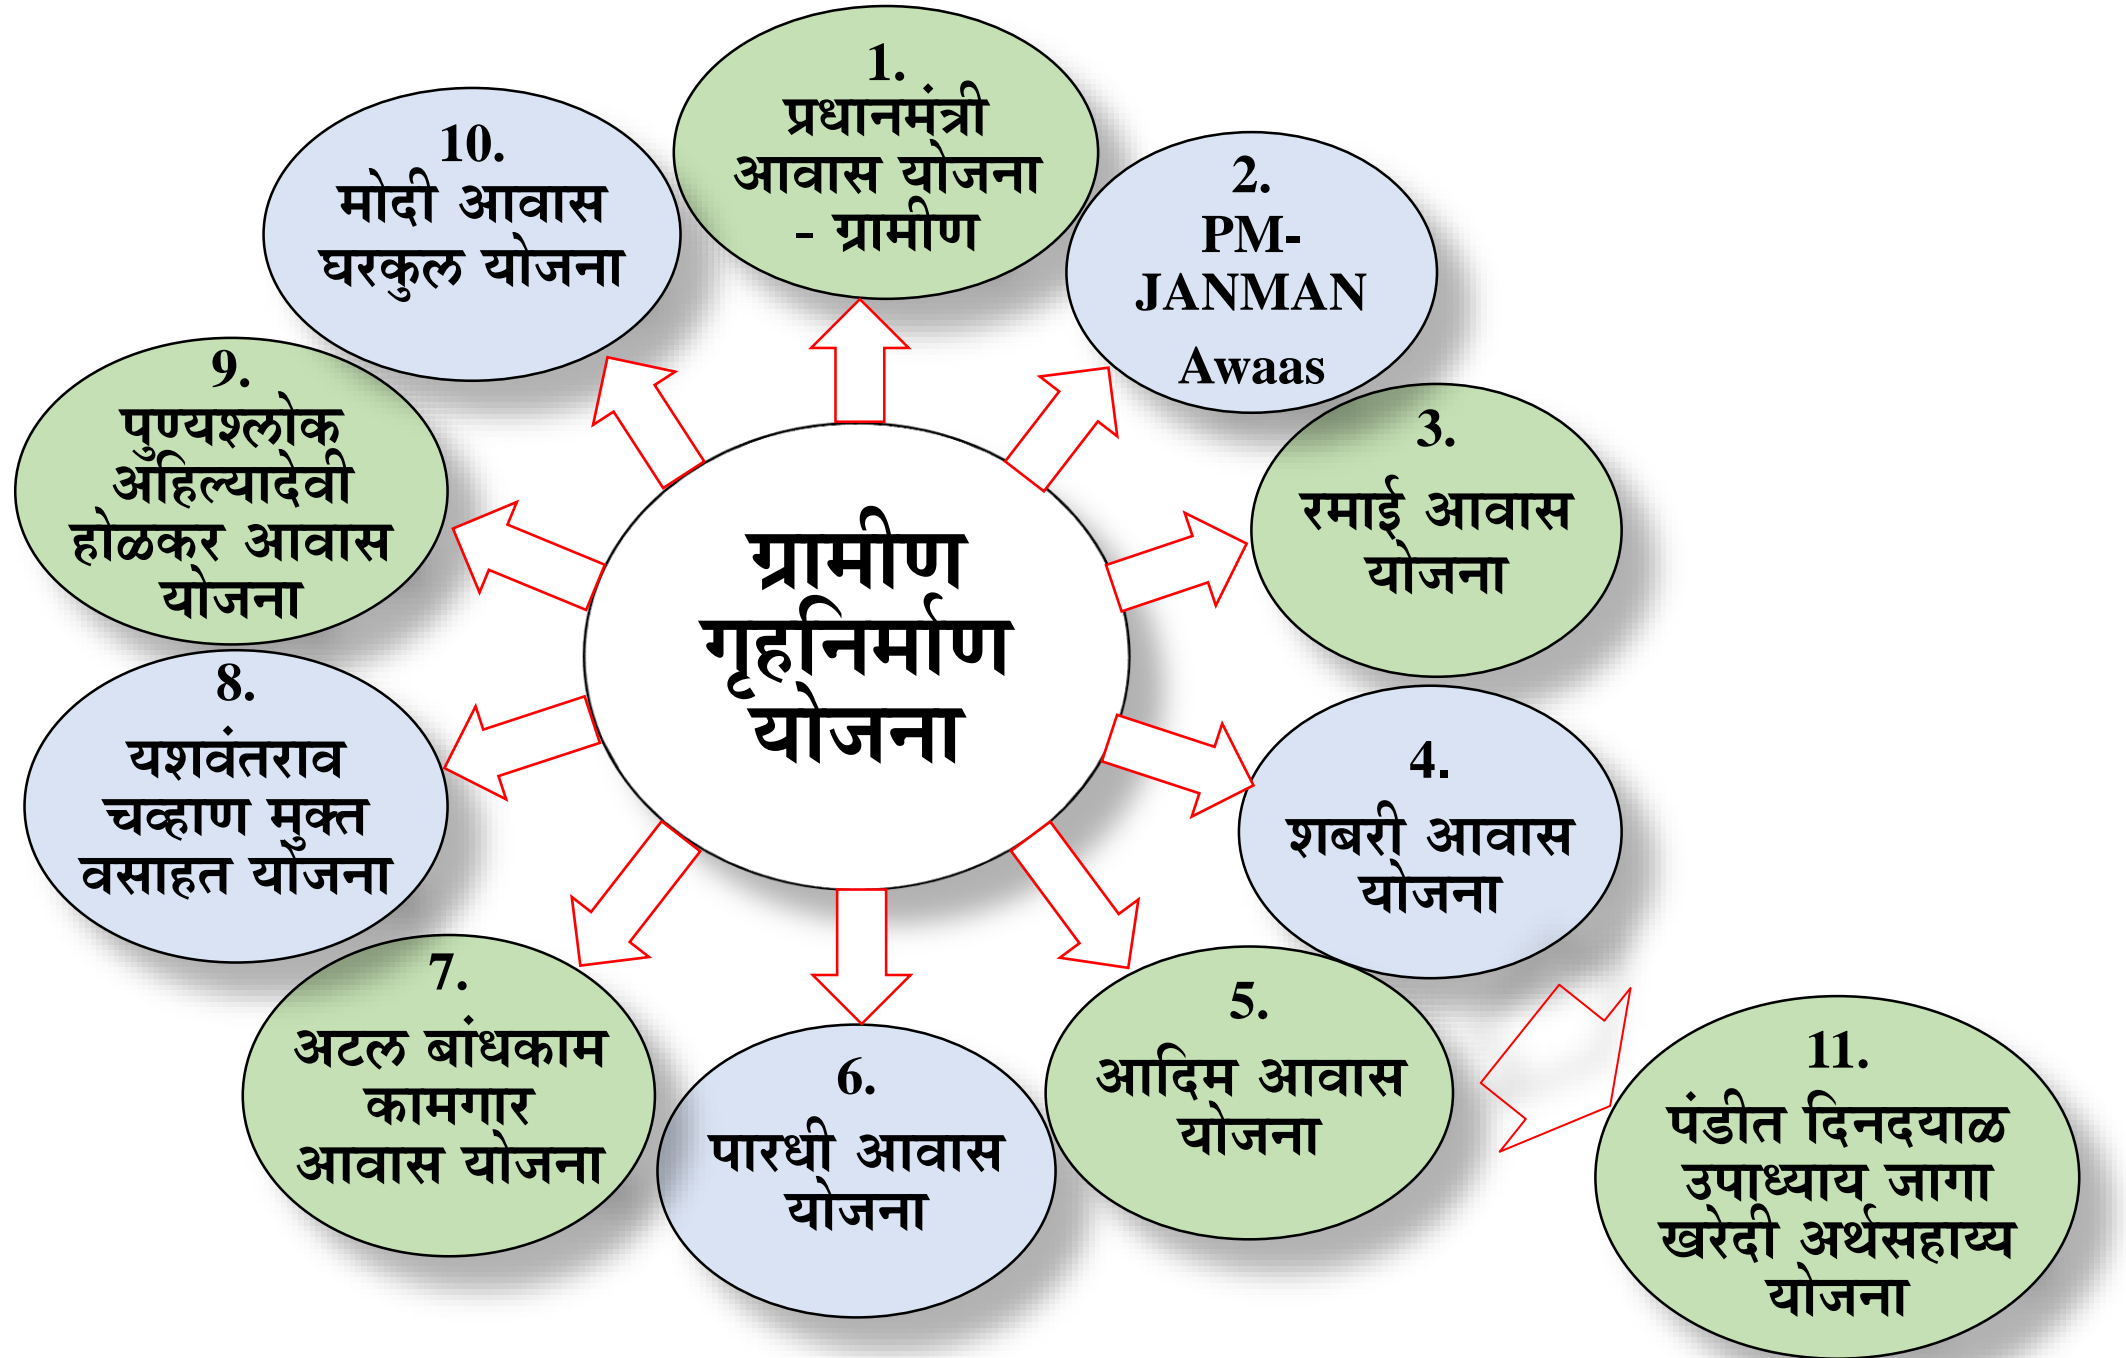 ग्रामीण
गृहनिर्माण
योजना
1.
प्रधानमंत्री
आवास योजना
- ग्रामीण
2.
PM-
JANMAN
Awaas
3.
रमाई आवास
योजना
4.
शबरी आवास
योजना
5.
आदिम आवास
योजना
6.
पारधी आवास
योजना
7.
अटल बांधकाम
कामगार
आवास योजना
8.
यशवंतराव
चव्हाण मुक्त
वसाहत योजना
9.
पुण्यश्लोक
अहिल्यादेवी
होळकर आवास
योजना
10.
मोदी आवास
घरकुल योजना
11.
पंडीत दिनदयाळ
उपाध्याय जागा
खरेदी अर्थसहाय्य
योजना